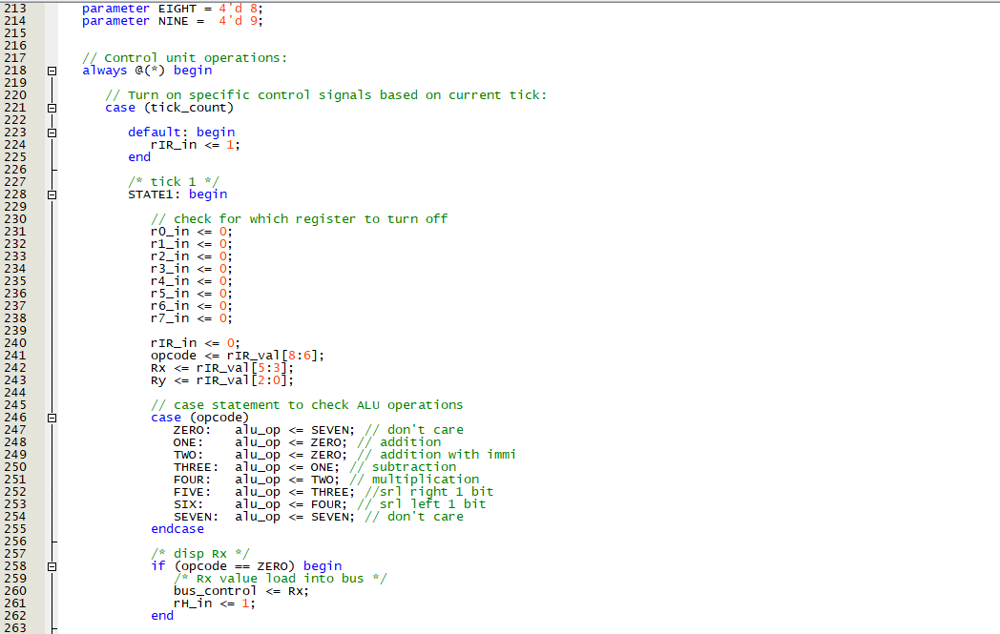 213 parameter EIGHT = 4'd 8;
214 parameter NINE =  4'd 9;
215
216
217 // Control unit operations:
218 always @(*) begin
219
220 // Turn on specific control signals based on current tick:
221 case (tick_count)
222
223 default: begin
224 rIR_in <= 1;
225 end
226
227 /* tick 1 */
228 STATE1: begin
229
230 // check for which register to turn off
231 r0_in <= 0;
232 r1_in <= 0;
233 r2_in <= 0;
234 r3_in <= 0;
235 r4_in <= 0;
236 r5_in <= 0;
237 r6_in <= 0;
238 r7_in <= 0;
239
240 rIR_in <= 0;
241 opcode <= rIR_val[8:6];
242 Rx <= rIR_val[5:3];
243 Ry <= rIR_val[2:0];
244
245 // case statement to check ALU operations
246 case (opcode)
247 ZERO:   alu_op <= SEVEN; // don't care
248 ONE:    alu_op <= ZERO; // addition
249 TWO:    alu_op <= ZERO; // addition with immi
250 THREE:  alu_op <= ONE; // subtraction
251 FOUR:   alu_op <= TWO; // multiplication
252 FIVE:   alu_op <= THREE; //srl right 1 bit
253 SIX:    alu_op <= FOUR; // srl left 1 bit
254 SEVEN:  alu_op <= SEVEN; // don't care
255 endcase
256
257 /* disp Rx */
258 if (opcode == ZERO) begin
259 /* Rx value load into bus */
260 bus_control <= Rx;
261 rH_in <= 1;
262 end
263